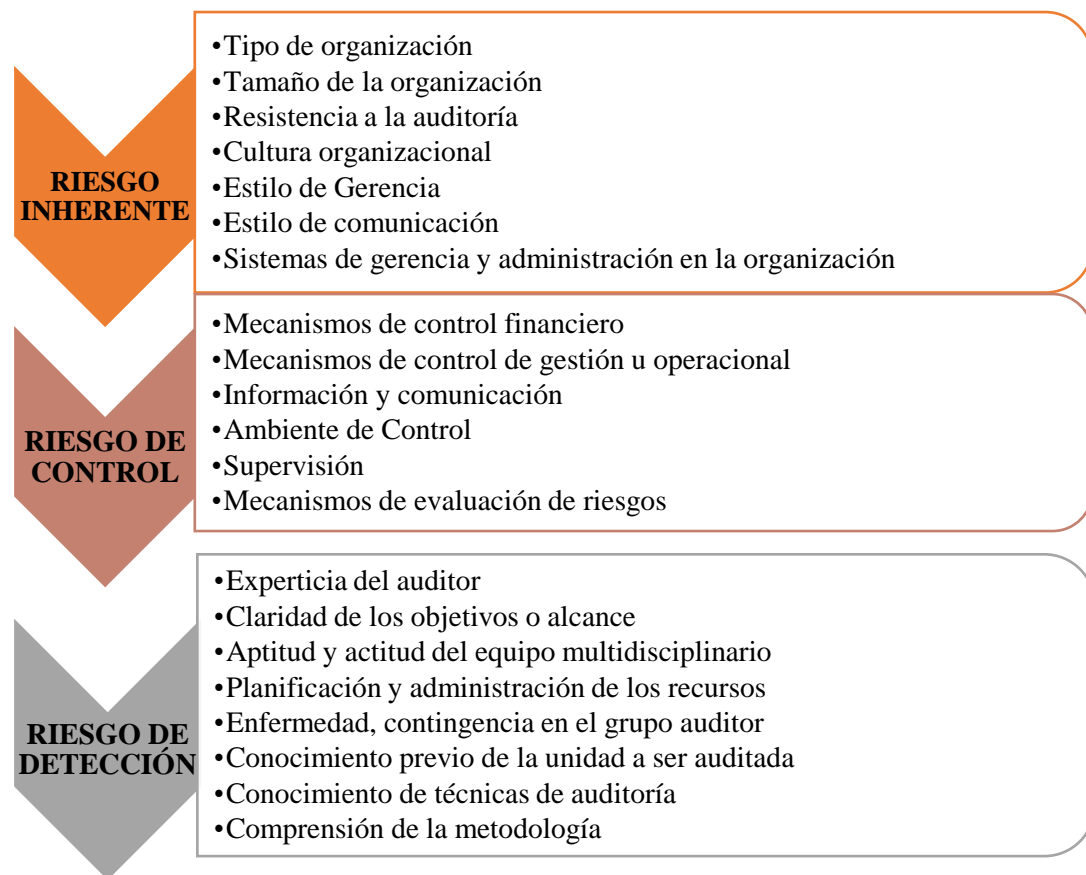 RIESGO
INHERENTE
•Tipo de organización
•Tamaño de la organización
•Resistencia a la auditoría
•Cultura organizacional
•Estilo de Gerencia
•Estilo de comunicación
•Sistemas de gerencia y administración en la organización
RIESGO DE
CONTROL
•Mecanismos de control financiero
•Mecanismos de control de gestión u operacional
•Información y comunicación
•Ambiente de Control
•Supervisión
•Mecanismos de evaluación de riesgos
RIESGO DE
DETECCIÓN
•Experticia del auditor
•Claridad de los objetivos o alcance
•Aptitud y actitud del equipo multidisciplinario
•Planificación y administración de los recursos
•Enfermedad, contingencia en el grupo auditor
•Conocimiento previo de la unidad a ser auditada
•Conocimiento de técnicas de auditoría
•Comprensión de la metodología